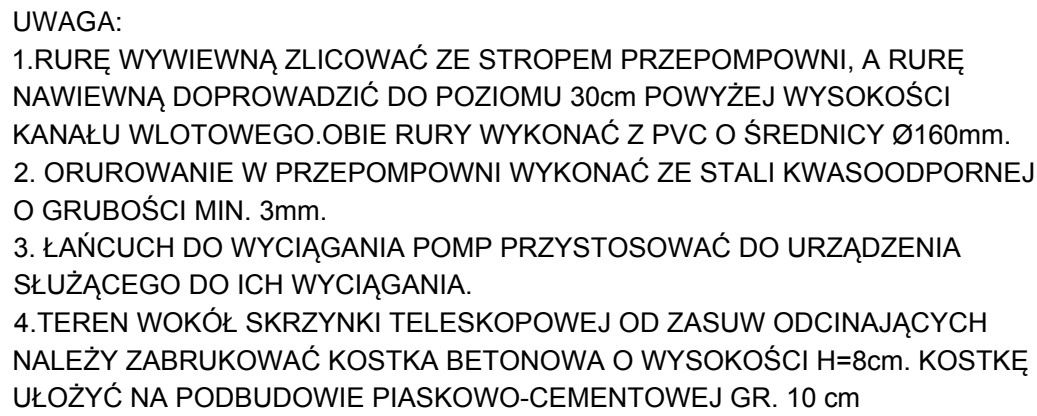 UWAGA:
1.RURĘ WYWIEWNĄ ZLICOWAĆ ZE STROPEM PRZEPOMPOWNI, A RURĘ
NAWIEWNĄ DOPROWADZIĆ DO POZIOMU 30cm POWYŻEJ WYSOKOŚCI
KANAŁU WLOTOWEGO.OBIE RURY WYKONAĆ Z PVC O ŚREDNICY Ø160mm.
2. ORUROWANIE W PRZEPOMPOWNI WYKONAĆ ZE STALI KWASOODPORNEJ
O GRUBOŚCI MIN. 3mm.
3. ŁAŃCUCH DO WYCIĄGANIA POMP PRZYSTOSOWAĆ DO URZĄDZENIA
SŁUŻĄCEGO DO ICH WYCIĄGANIA.
4.TEREN WOKÓŁ SKRZYNKI TELESKOPOWEJ OD ZASUW ODCINAJĄCYCH
NALEŻY ZABRUKOWAĆ KOSTKA BETONOWA O WYSOKOŚCI H=8cm. KOSTKĘ
UŁOŻYĆ NA PODBUDOWIE PIASKOWO-CEMENTOWEJ GR. 10 cm